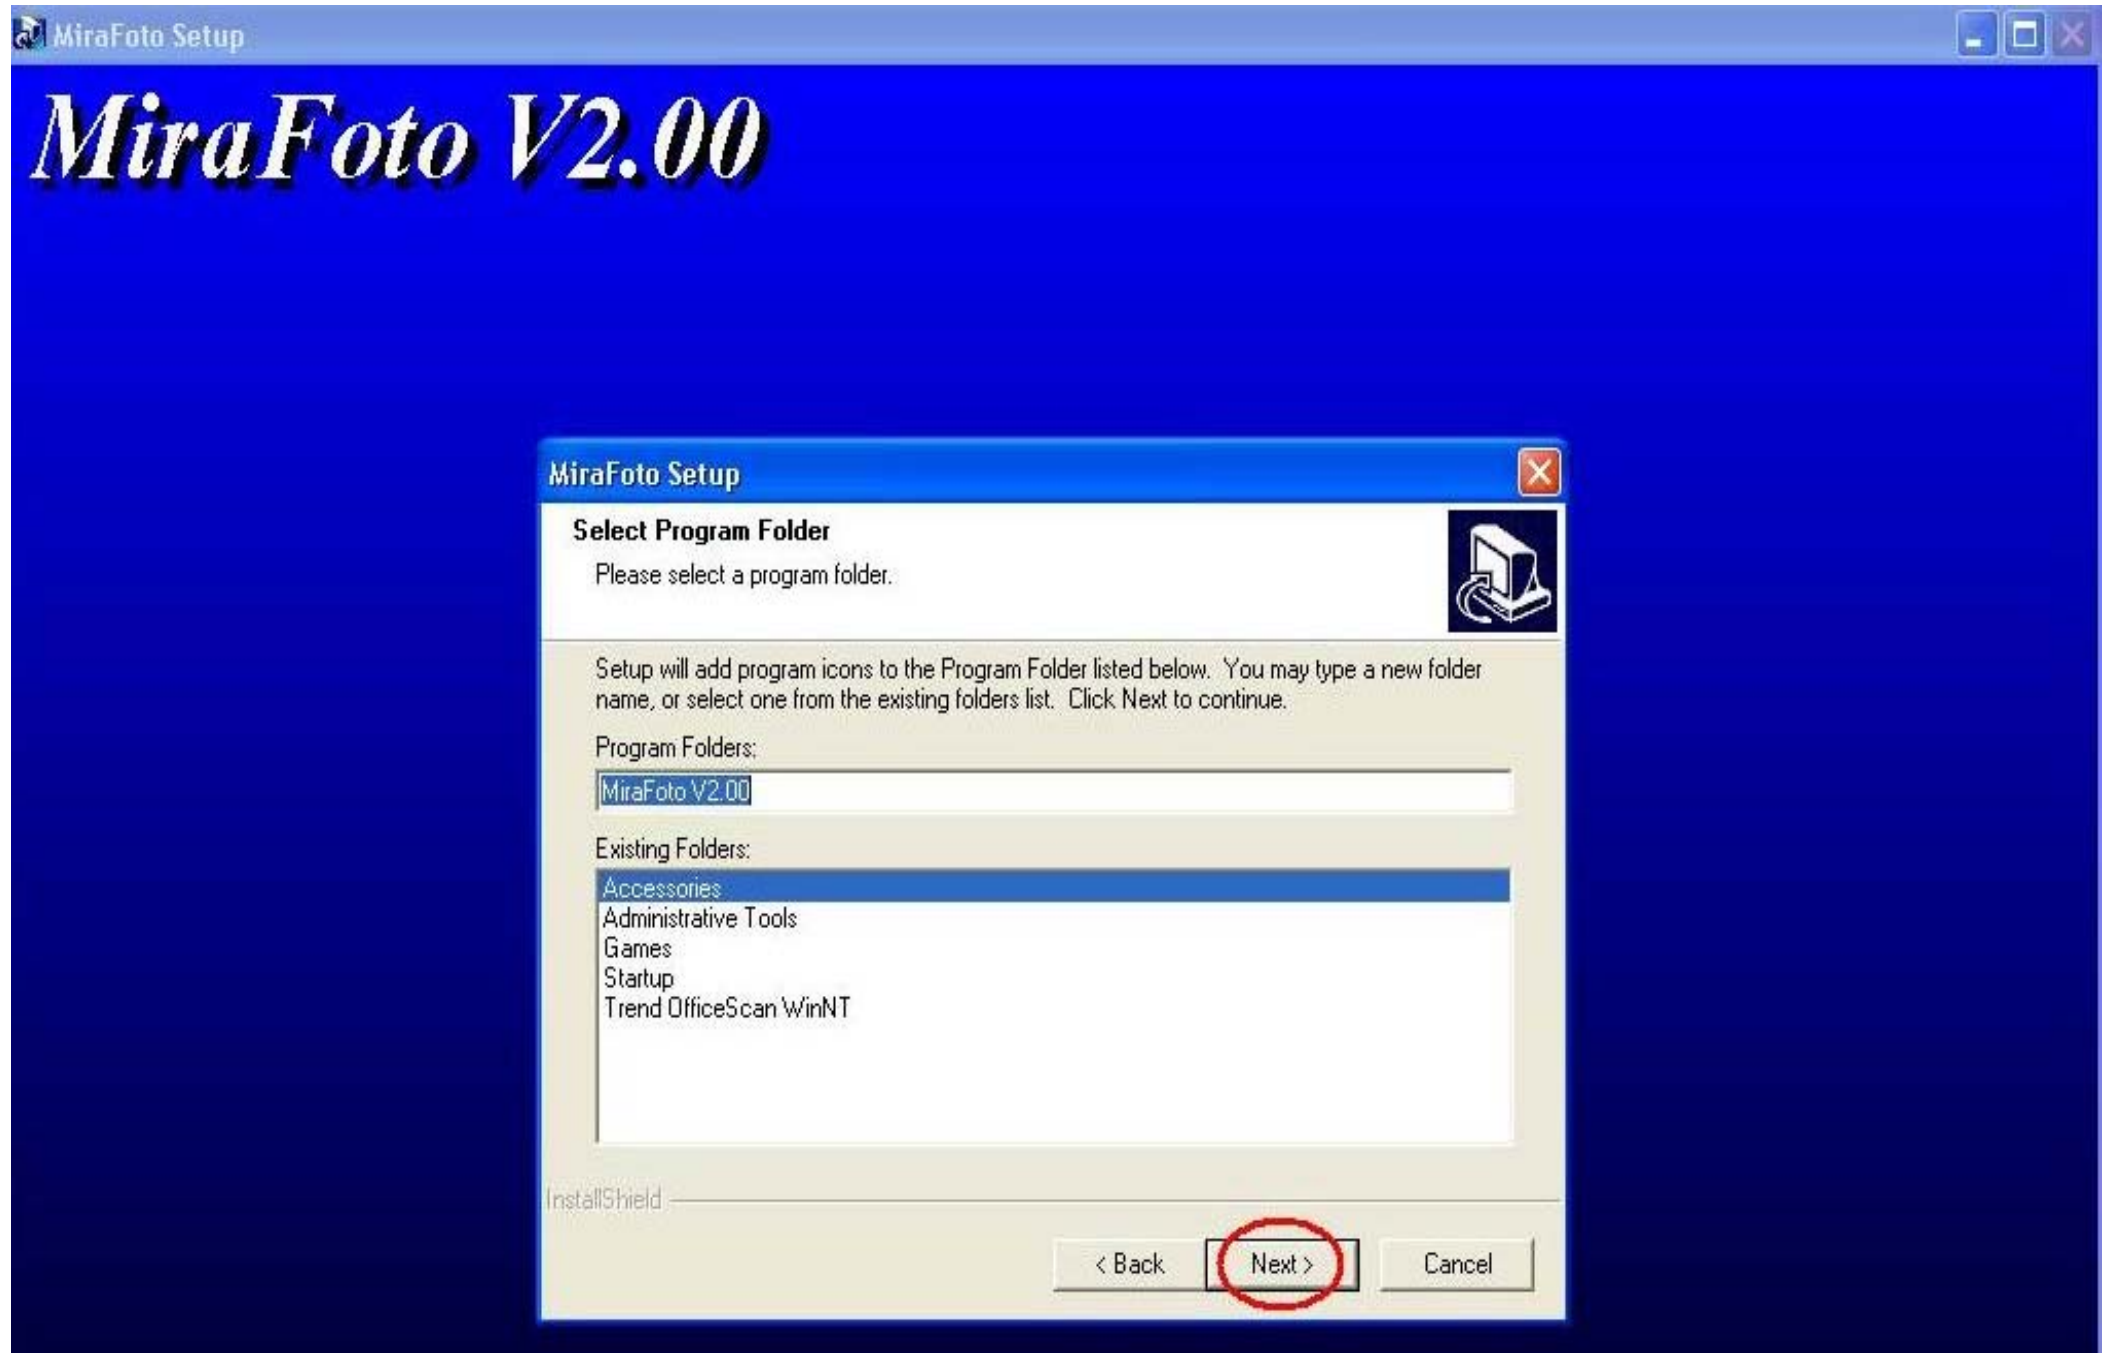 MiraFoto Setup
MiraFoto V2.00
MiraFoto Setup
Select Program Folder
Please select a program folder.
Setup will add program icons to the Program Folder listed below. You may type a new folder
name, or select one from the existing folders list. Click Next to continue.
Program Folders:
MiraFoto V2.00
Existing Folders:
Accessories
Administrative Tools
Games
Startup
Trend OfficeScan WinNT
InstallShield
< Back Next > Cancel